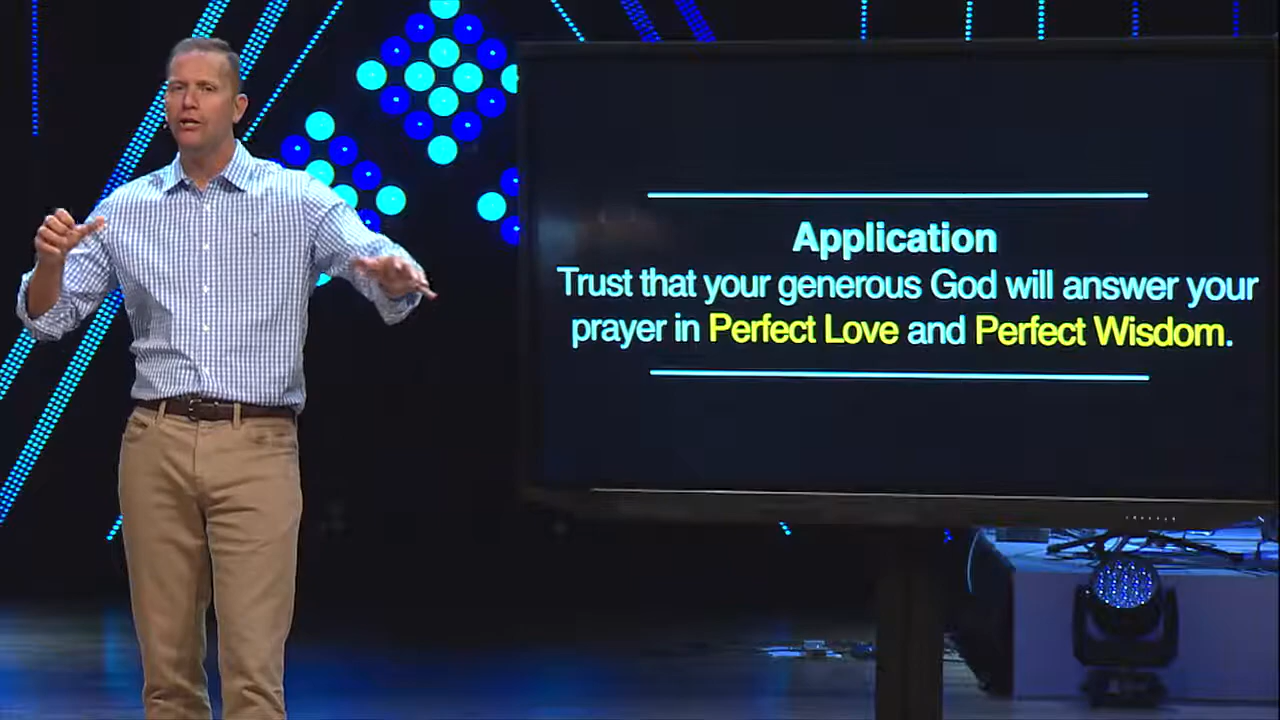 Application
Trust that your generous God will answer your
prayer in Perfect Love and Perfect Wisdom.